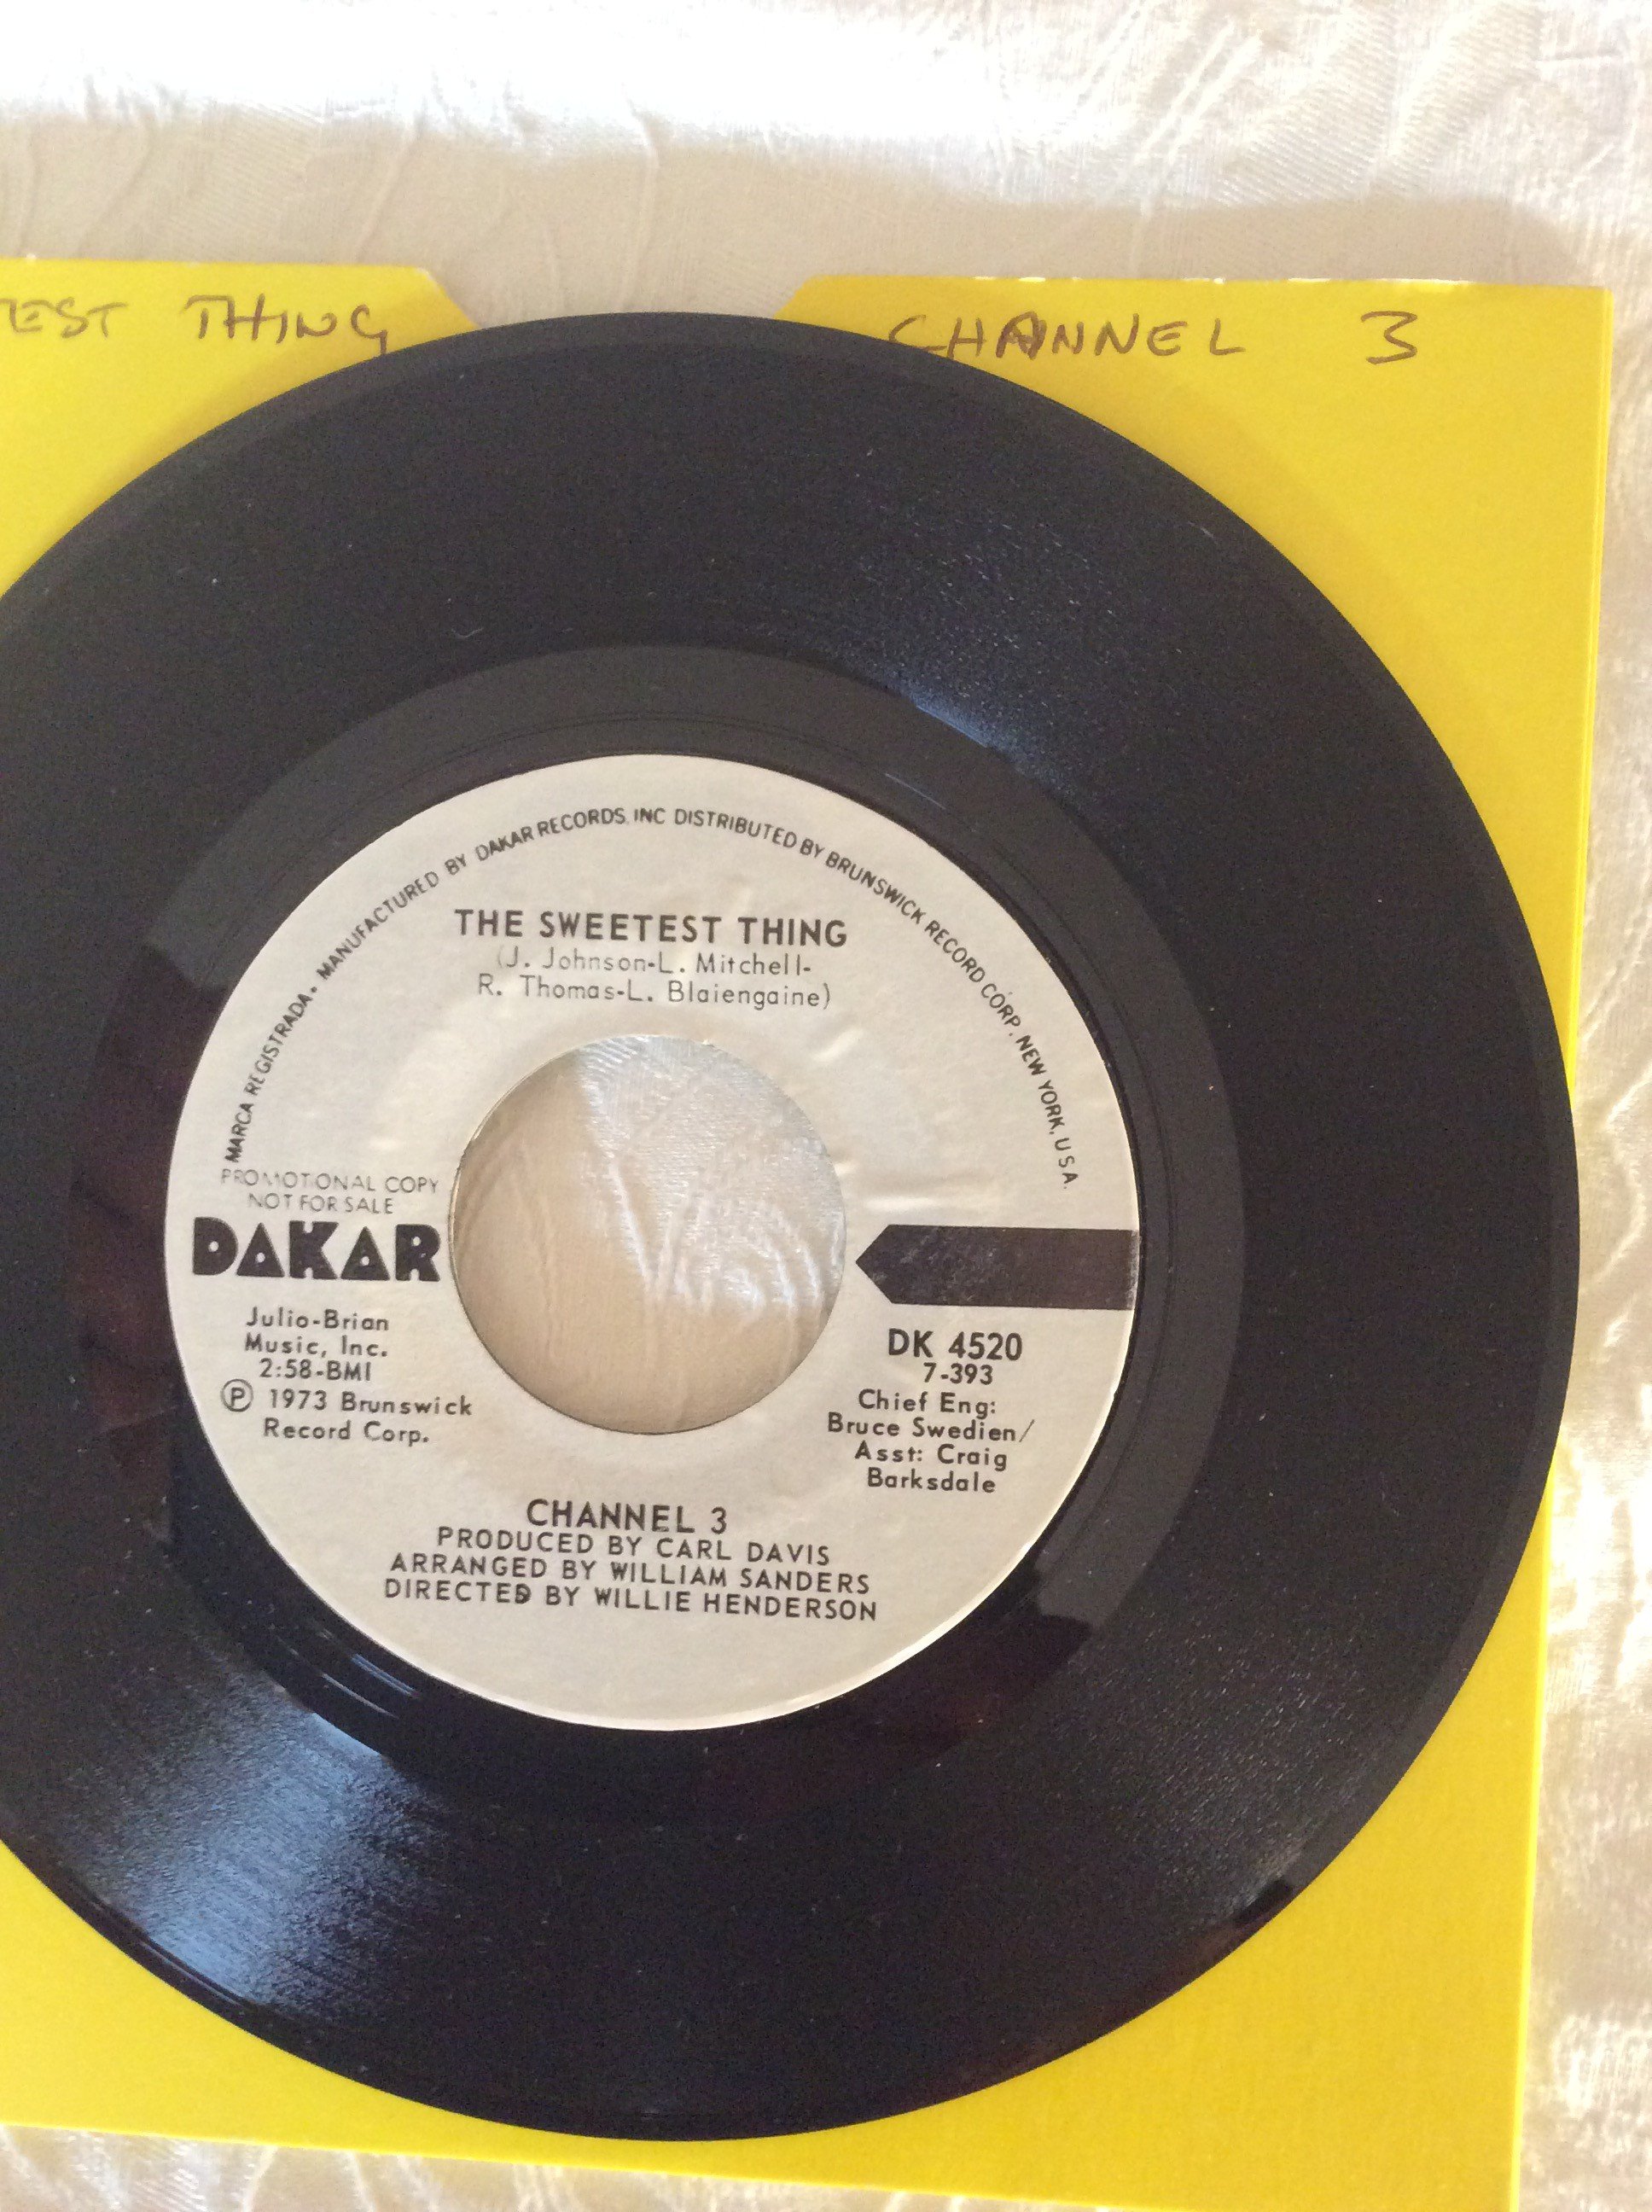 EST THING CHANNEL 3
MARCA REGISTRADA • MANUFACTURED BY DAKAR RECORDS, INC DISTRIBUTED BY BRUNSWICK RECORD CORP. NEW YORK, U.S.A.
THE SWEETEST THING
(J. Johnson-L. Mitchell-
R. Thomas-L. Blaiengaine)
PROMOTIONAL COPY
NOT FOR SALE
DAKAR
Julio-Brian
Music, Inc.
2:58-BMI
Ⓟ 1973 Brunswick
Record Corp.
DK 4520
7-393
Chief Eng:
Bruce Swedien/
Asst: Craig
Barksdale
CHANNEL 3
PRODUCED BY CARL DAVIS
ARRANGED BY WILLIAM SANDERS
DIRECTED BY WILLIE HENDERSON